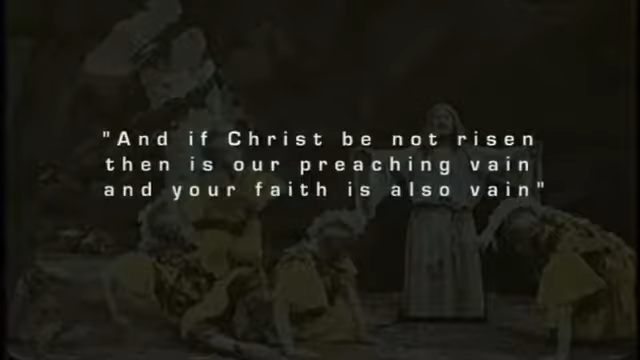 "And if Christ be not risen
then is our preaching vain
and your faith is also vain"